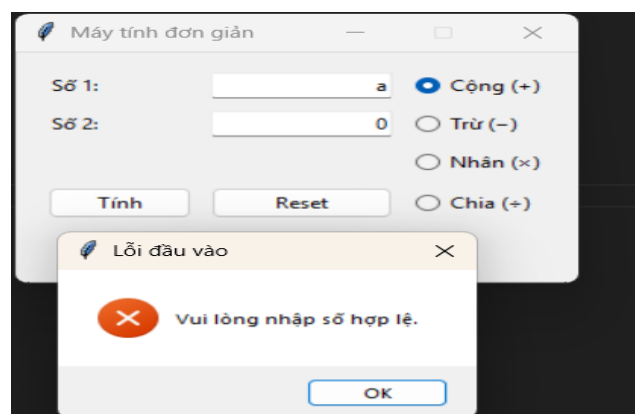 Máy tính đơn giản
Số 1: a Cộng (+)
Số 2: 0 Trừ (−)
Nhân (×)
Tính Reset Chia (÷)
Lỗi đầu vào
Vui lòng nhập số hợp lệ.
OK